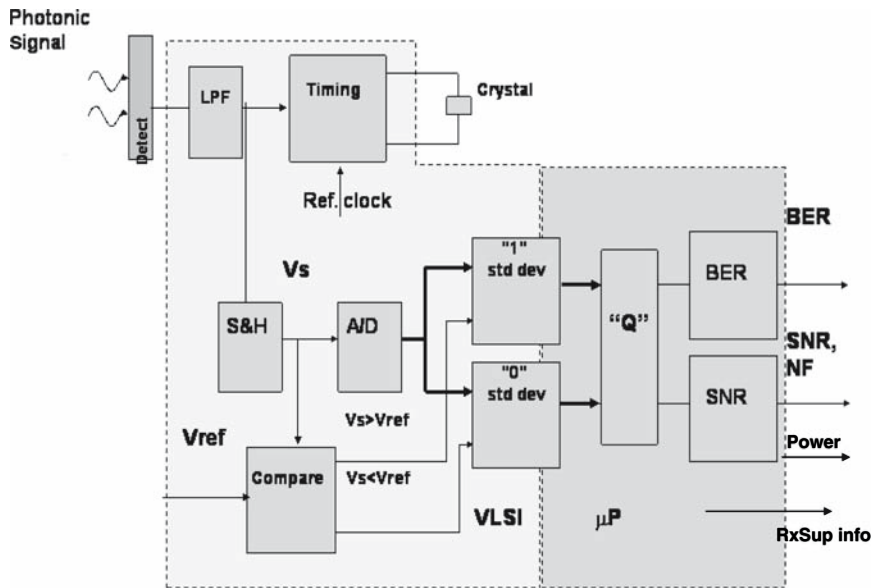 Photonic
Signal
Detect
LPF
Timing
Crystal
Ref. clock
Vs
S&H
A/D
"1"
std dev
"0"
std dev
Vs>Vref
Vref
Vs<Vref
Compare
VLSI
"Q"
BER
BER
SNR,
NF
SNR
Power
μP
RxSup info